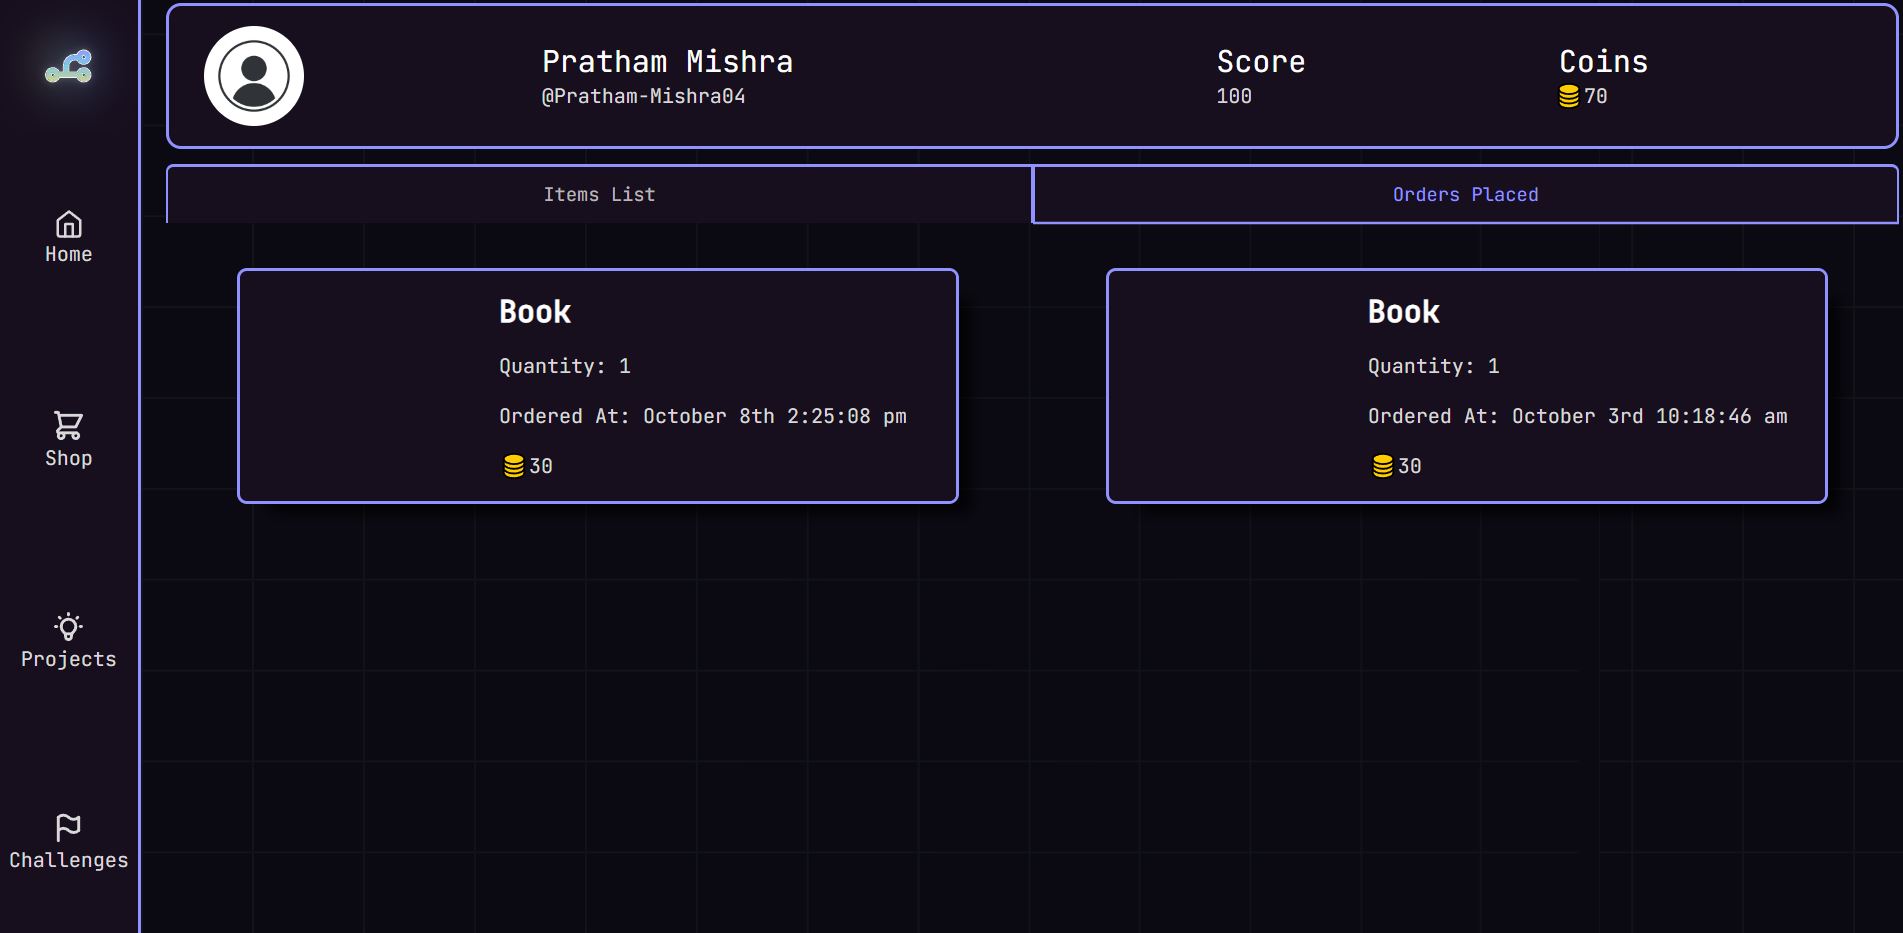 Pratham Mishra
@Pratham-Mishra04
Score
100
Coins
70
Items List
Orders Placed
Home
Shop
Projects
Challenges
Book
Quantity: 1
Ordered At: October 8th 2:25:08 pm
30
Book
Quantity: 1
Ordered At: October 3rd 10:18:46 am
30